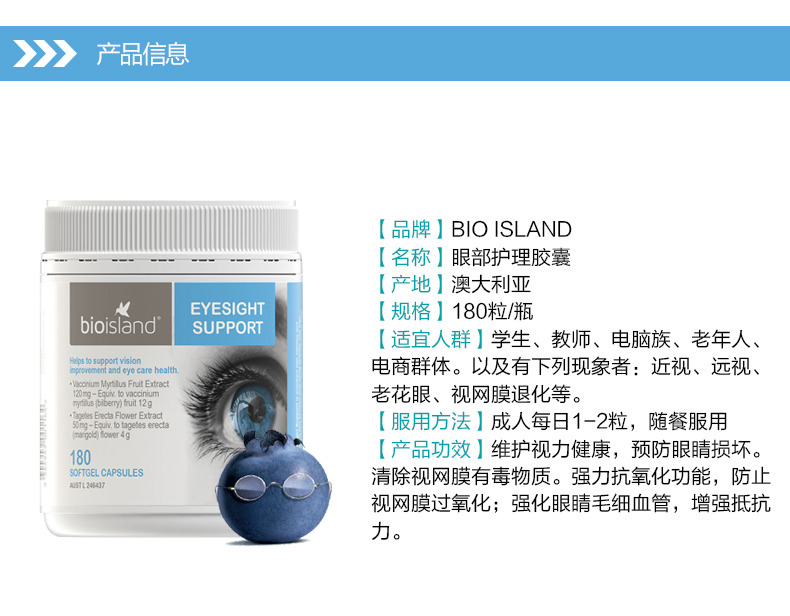 产品信息
bioisland®
EYESIGHT
SUPPORT
Helps to support vision
improvement and eye care health.
• Vaccinium Myrtillus Fruit Extract
120 mg – Equiv. to vaccinium
myrtillus (bilberry) fruit 12 g
• Tagetes Erecta Flower Extract
50 mg – Equiv. to tagetes erecta
(marigold) flower 4 g
180
SOFTGEL CAPSULES
AUST L 246437
【品牌】BIO ISLAND
【名称】眼部护理胶囊
【产地】澳大利亚
【规格】180粒/瓶
【适宜人群】学生、教师、电脑族、老年人、
电商群体。以及有下列现象者：近视、远视、
老花眼、视网膜退化等。
【服用方法】成人每日1-2粒，随餐服用
【产品功效】维护视力健康，预防眼睛损坏。
清除视网膜有毒物质。强力抗氧化功能，防止
视网膜过氧化；强化眼睛毛细血管，增强抵抗
力。